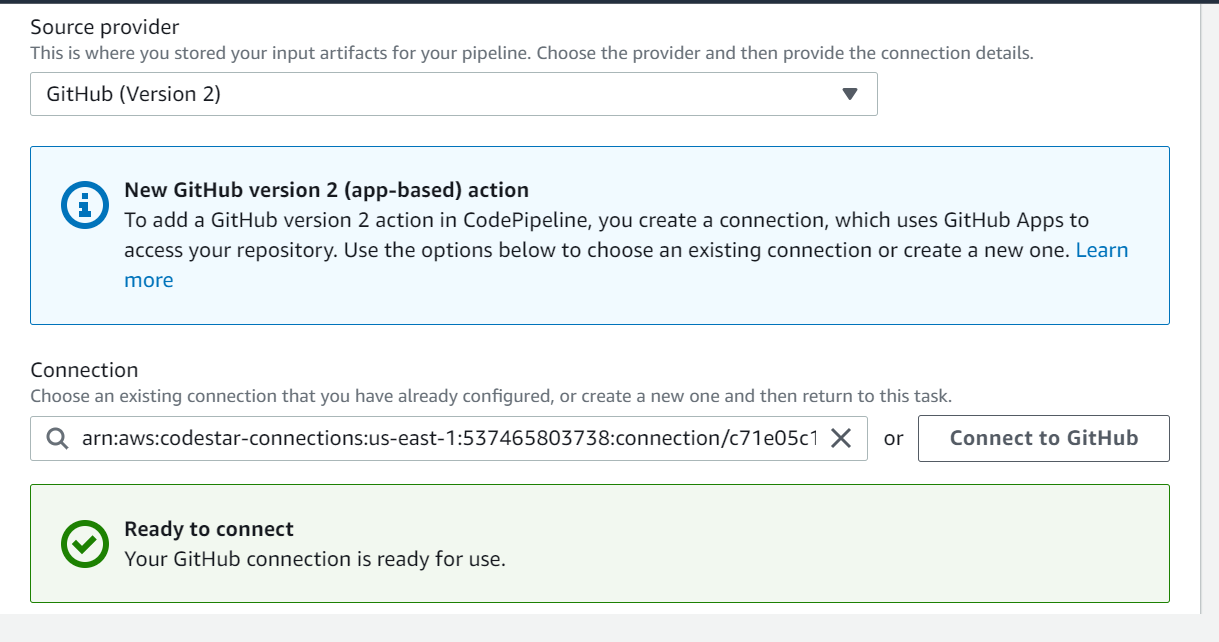 Source provider
This is where you stored your input artifacts for your pipeline. Choose the provider and then provide the connection details.
GitHub (Version 2)
New GitHub version 2 (app-based) action
To add a GitHub version 2 action in CodePipeline, you create a connection, which uses GitHub Apps to
access your repository. Use the options below to choose an existing connection or create a new one. Learn
more
Connection
Choose an existing connection that you have already configured, or create a new one and then return to this task.
arn:aws:codestar-connections:us-east-1:537465803738:connection/c71e05c1 or Connect to GitHub
Ready to connect
Your GitHub connection is ready for use.